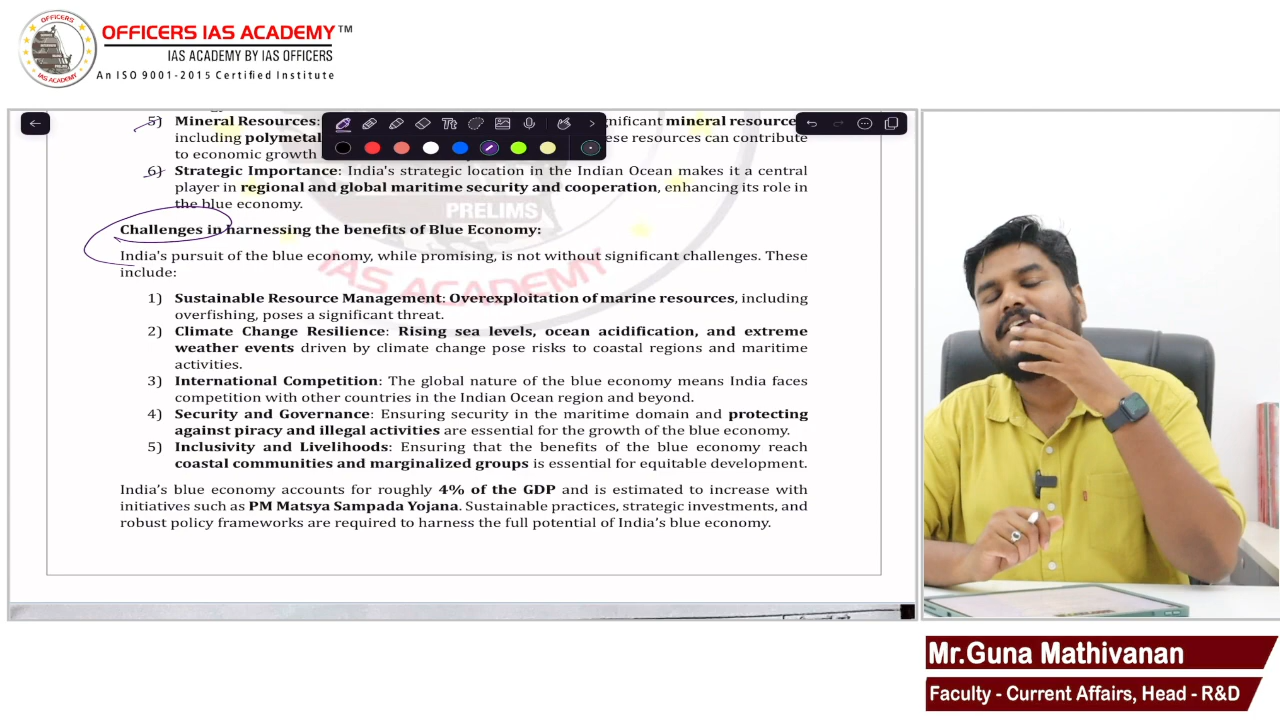 OFFICERS
IAS ACADEMY
OFFICERS IAS ACADEMY™
IAS ACADEMY BY IAS OFFICERS
An ISO 9001-2015 Certified Institute
5) Mineral Resources: gnificant mineral resource
including polymetal ese resources can contribute
to economic growth
6) Strategic Importance: India's strategic location in the Indian Ocean makes it a central
player in regional and global maritime security and cooperation, enhancing its role in
the blue economy.
PRELIMS
IAS ACADEMY
Challenges in harnessing the benefits of Blue Economy:
India's pursuit of the blue economy, while promising, is not without significant challenges. These
include:
1) Sustainable Resource Management: Overexploitation of marine resources, including
overfishing, poses a significant threat.
2) Climate Change Resilience: Rising sea levels, ocean acidification, and extreme
weather events driven by climate change pose risks to coastal regions and maritime
activities.
3) International Competition: The global nature of the blue economy means India faces
competition with other countries in the Indian Ocean region and beyond.
4) Security and Governance: Ensuring security in the maritime domain and protecting
against piracy and illegal activities are essential for the growth of the blue economy.
5) Inclusivity and Livelihoods: Ensuring that the benefits of the blue economy reach
coastal communities and marginalized groups is essential for equitable development.
India's blue economy accounts for roughly 4% of the GDP and is estimated to increase with
initiatives such as PM Matsya Sampada Yojana. Sustainable practices, strategic investments, and
robust policy frameworks are required to harness the full potential of India's blue economy.
Mr.Guna Mathivanan
Faculty - Current Affairs, Head - R&D